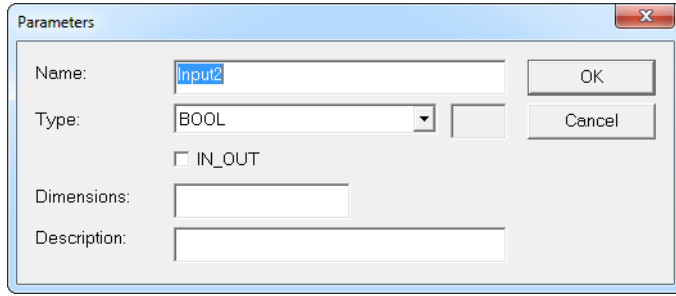 Parameters
Name: Input2 OK
Type: BOOL Cancel
IN_OUT
Dimensions:
Description: